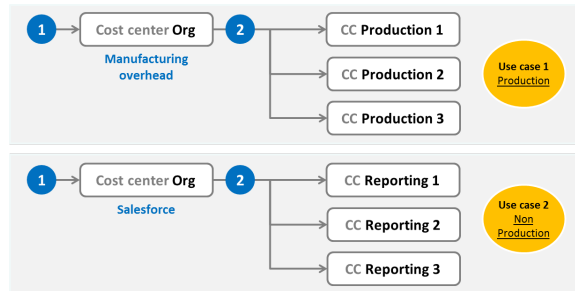 1
Cost center Org
2
CC Production 1
Manufacturing
overhead
CC Production 2
CC Production 3
Use case 1
Production
1
Cost center Org
2
CC Reporting 1
Salesforce
CC Reporting 2
CC Reporting 3
Use case 2
Non
Production